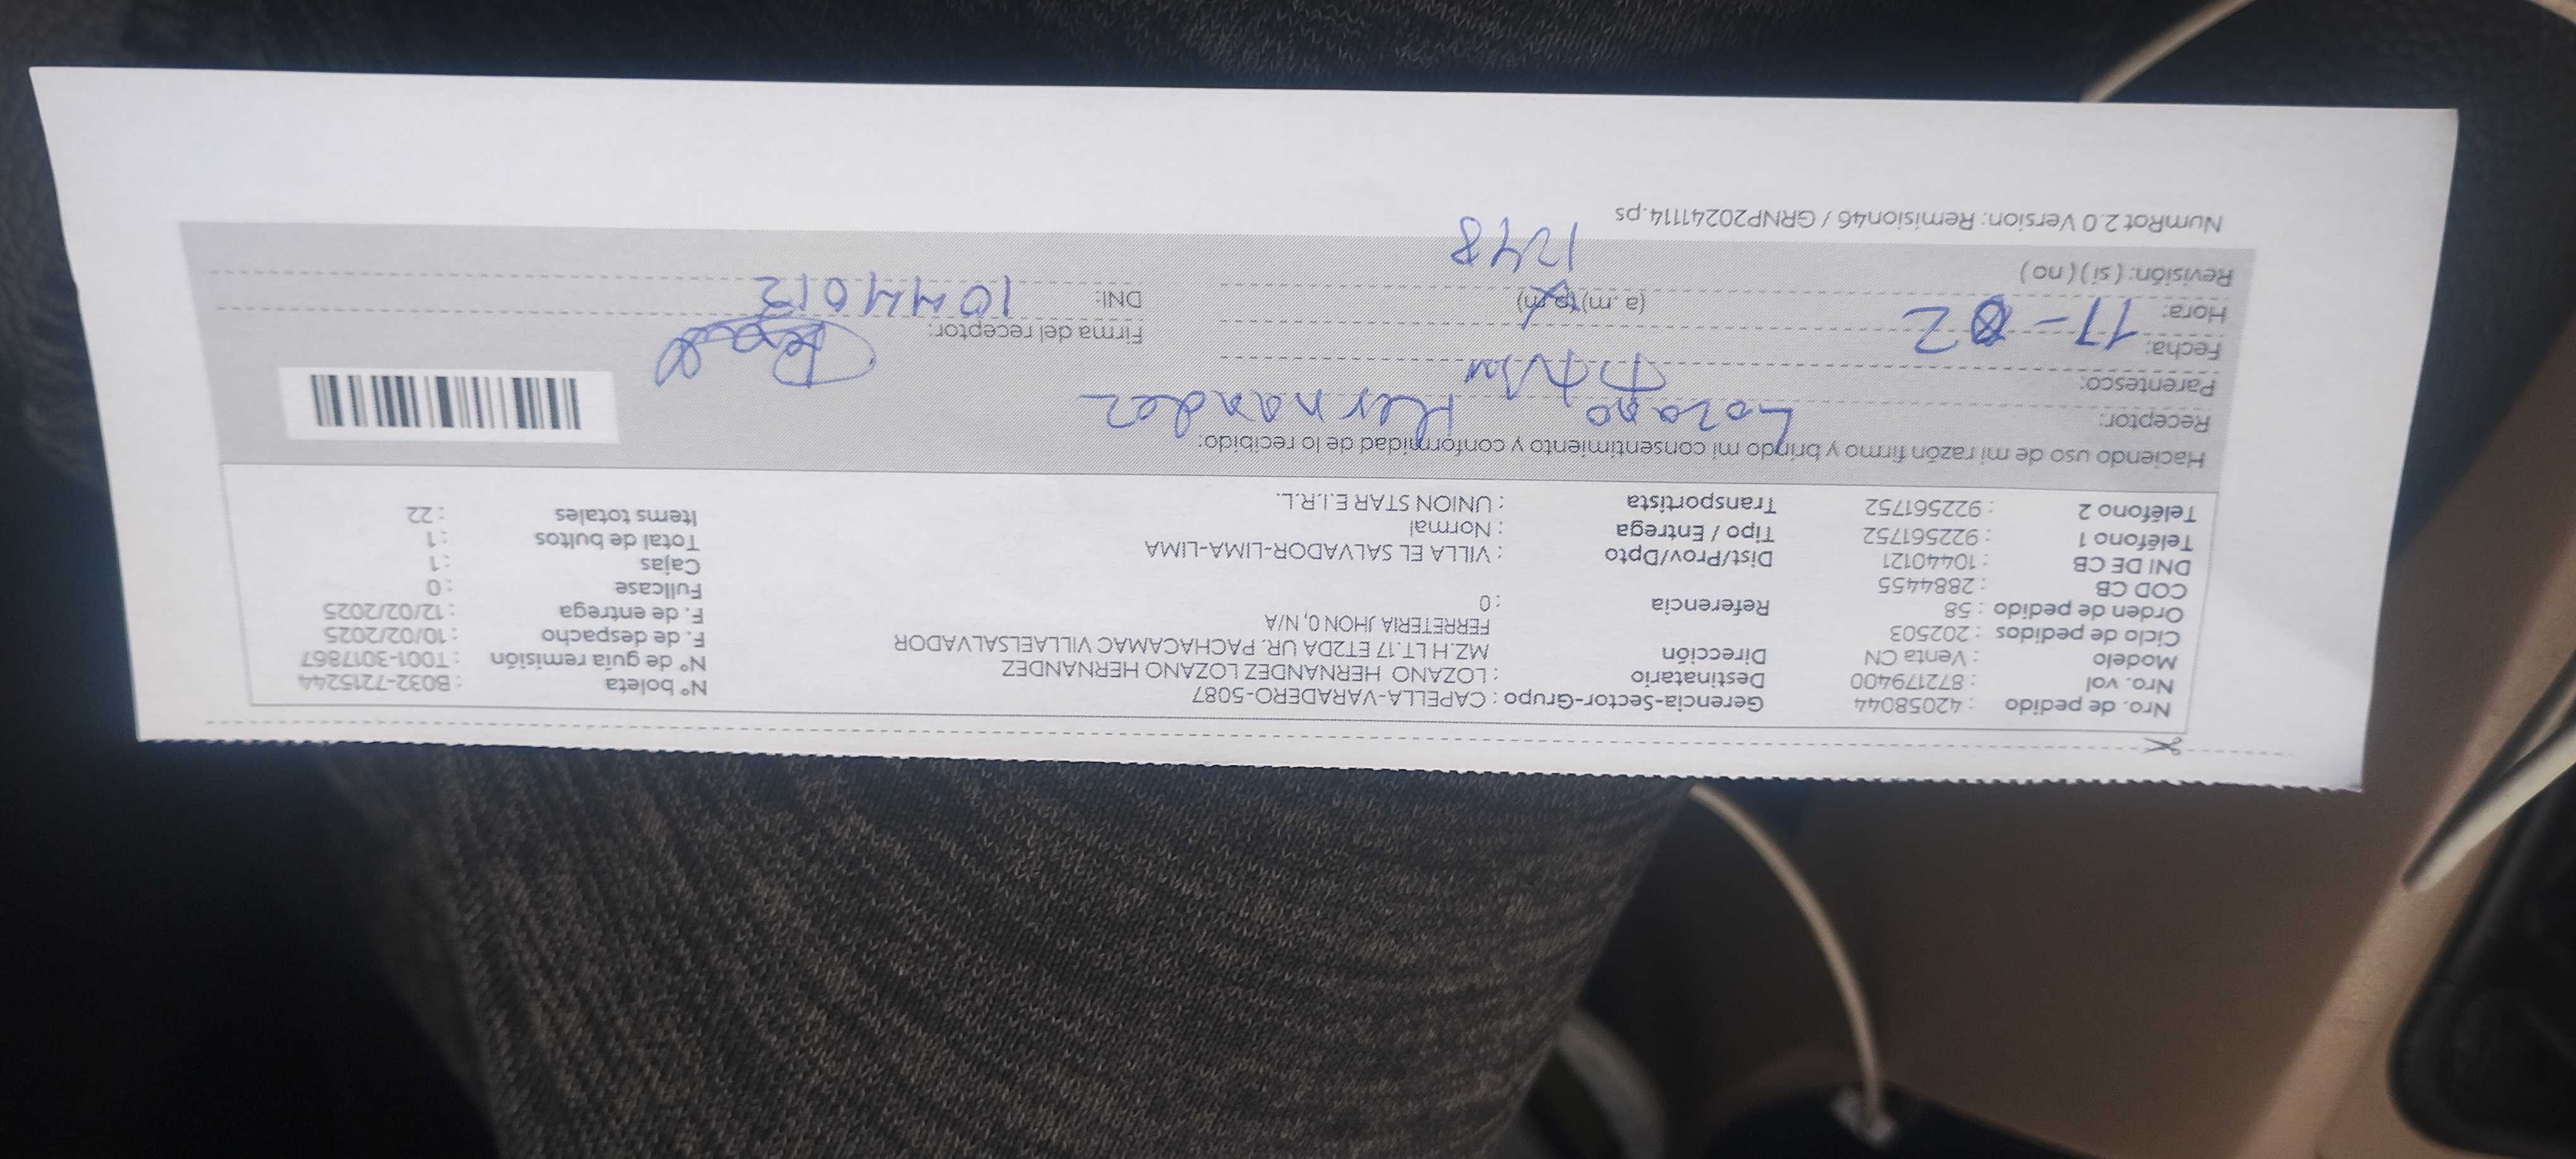 Nro. de pedido : 42058044 Gerencia-Sector-Grupo : CAPELLA-VARADERO-5087 N° boleta : B032-7215244
Nro. vol. : 872179400 Destinatario : LOZANO HERNANDEZ LOZANO HERNANDEZ N° de guía remisión : T001-3017867
Modelo : Venta CN Dirección MZ.H LT.17 ET2DA UR. PACHACAMAC VILLAELSALVADOR F. de despacho : 10/02/2025
Ciclo de pedidos : 202503 FERRETERIA JHON 0, N/A F. de entrega : 12/02/2025
Orden de pedido : 58 Referencia : 0 Fullcase : 0
COD CB : 2884455 Cajas : 1
DNI DE CB : 10440121 Dist/Prov/Dpto : VILLA EL SALVADOR-LIMA-LIMA Total de bultos : 1
Teléfono 1 : 922561752 Tipo / Entrega : Normal Items totales : 22
Teléfono 2 : 922561752 Transportista : UNION STAR E.I.R.L.
Haciendo uso de mi razón firmo y brindo mi consentimiento y conformidad de lo recibido:
Receptor: Lozano Hernandez
Parentesco:
Fecha: 11-02 Firma del receptor:
Hora: (a.m) (p.m) DNI: 1044012
Revisión: ( si ) ( no ) 1248
NumRot 2.0 Version: Remision46 / GRNP20241114.ps